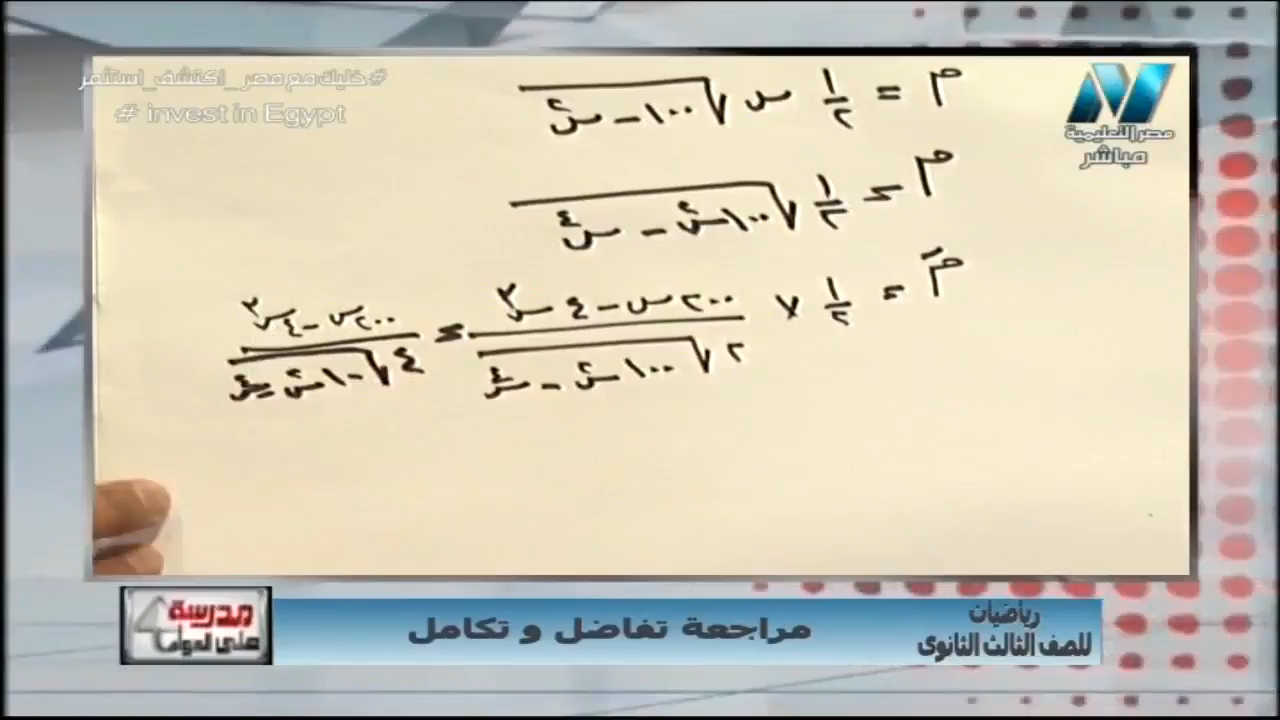 #خليك_مع_مصر_اكتشف_استثمر
# invest in Egypt
مصر التعليمية
مباشر
م = ١/٢ س √(١٠٠ - س٢)
م = ١/٢ √(١٠٠س٢ - س٤)
مَ = ١/٢ × (٢٠٠س - ٤س٣)/(٢√(١٠٠س٢ - س٤)) = (٢٠٠س - ٤س٣)/(٤√(١٠٠س٢ - س٤))
رياضيات
للصف الثالث الثانوى
مراجعة تفاضل و تكامل
مدرسة
على الهواء